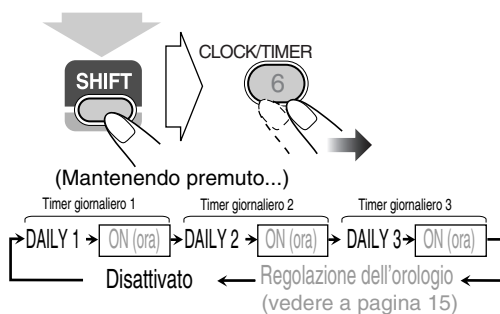 CLOCK/TIMER
SHIFT
6
(Mantenendo premuto...)
Timer giornaliero 1 Timer giornaliero 2 Timer giornaliero 3
DAILY 1 ON (ora) DAILY 2 ON (ora) DAILY 3 ON (ora)
Disattivato Regolazione dell'orologio
(vedere a pagina 15)